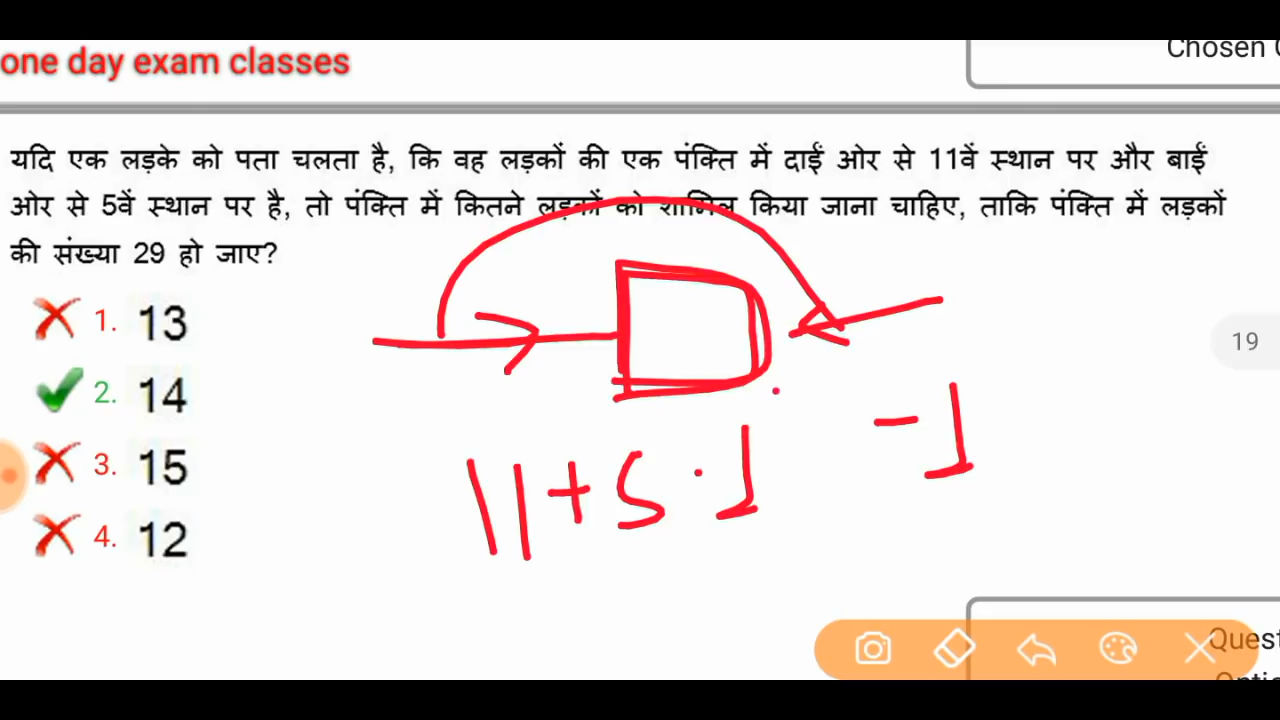 Chosen
one day exam classes
यदि एक लड़के को पता चलता है, कि वह लड़कों की एक पंक्ति में दाईं ओर से 11वें स्थान पर और बाईं
ओर से 5वें स्थान पर है, तो पंक्ति में कितने लड़कों को शामिल किया जाना चाहिए, ताकि पंक्ति में लड़कों
की संख्या 29 हो जाए?
1. 13
19
2. 14
3. 15
4. 12
-1
11+5.1